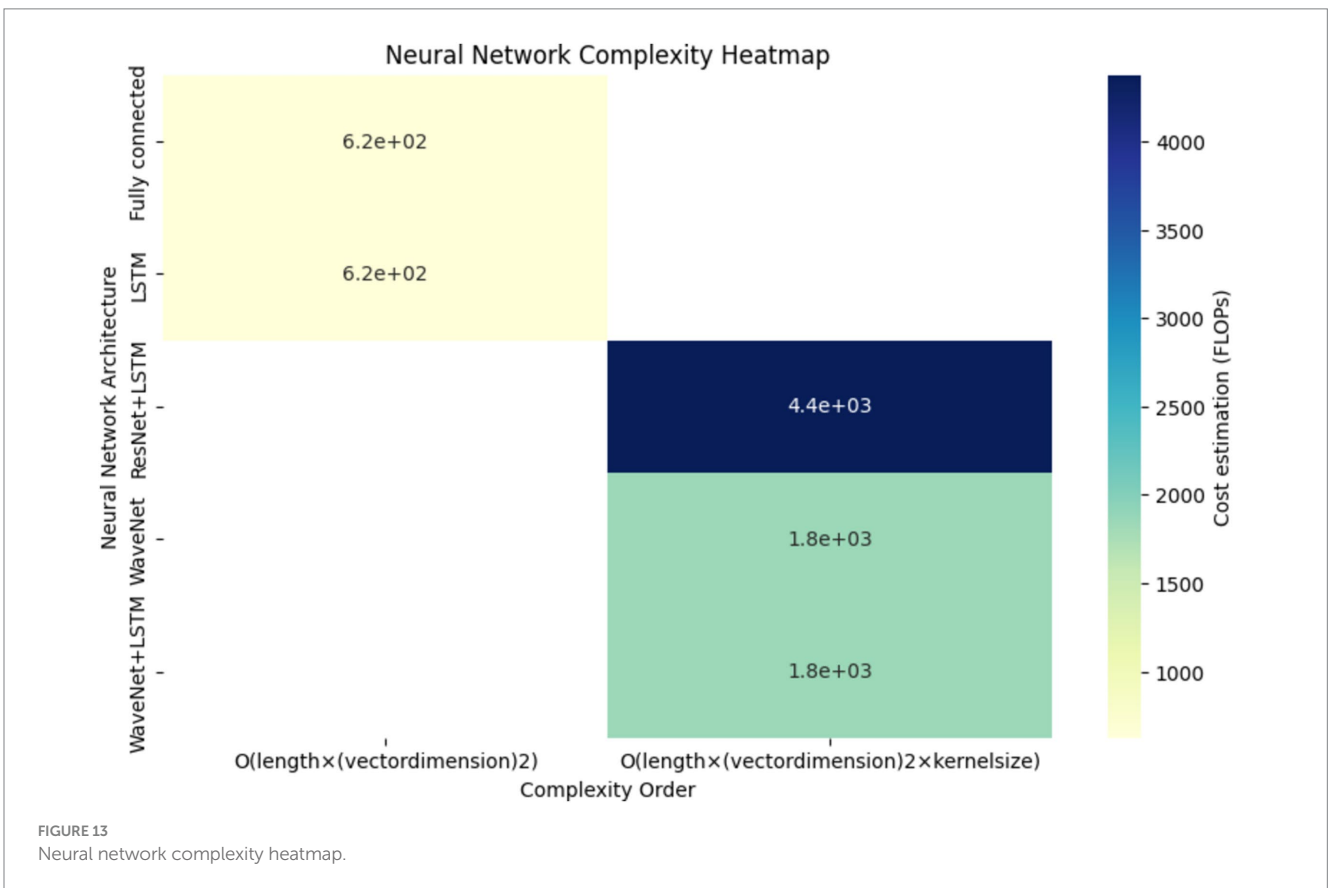 Neural Network Complexity Heatmap
Neural Network Architecture
Fully connected
6.2e+02
LSTM
6.2e+02
ResNet+LSTM
4.4e+03
WaveNet
1.8e+03
WaveNet+LSTM
1.8e+03
O(length×(vectordimension)2)
O(length×(vectordimension)2×kernelsize)
Complexity Order
4000
3500
3000
2500
2000
1500
1000
Cost estimation (FLOPs)
FIGURE 13
Neural network complexity heatmap.